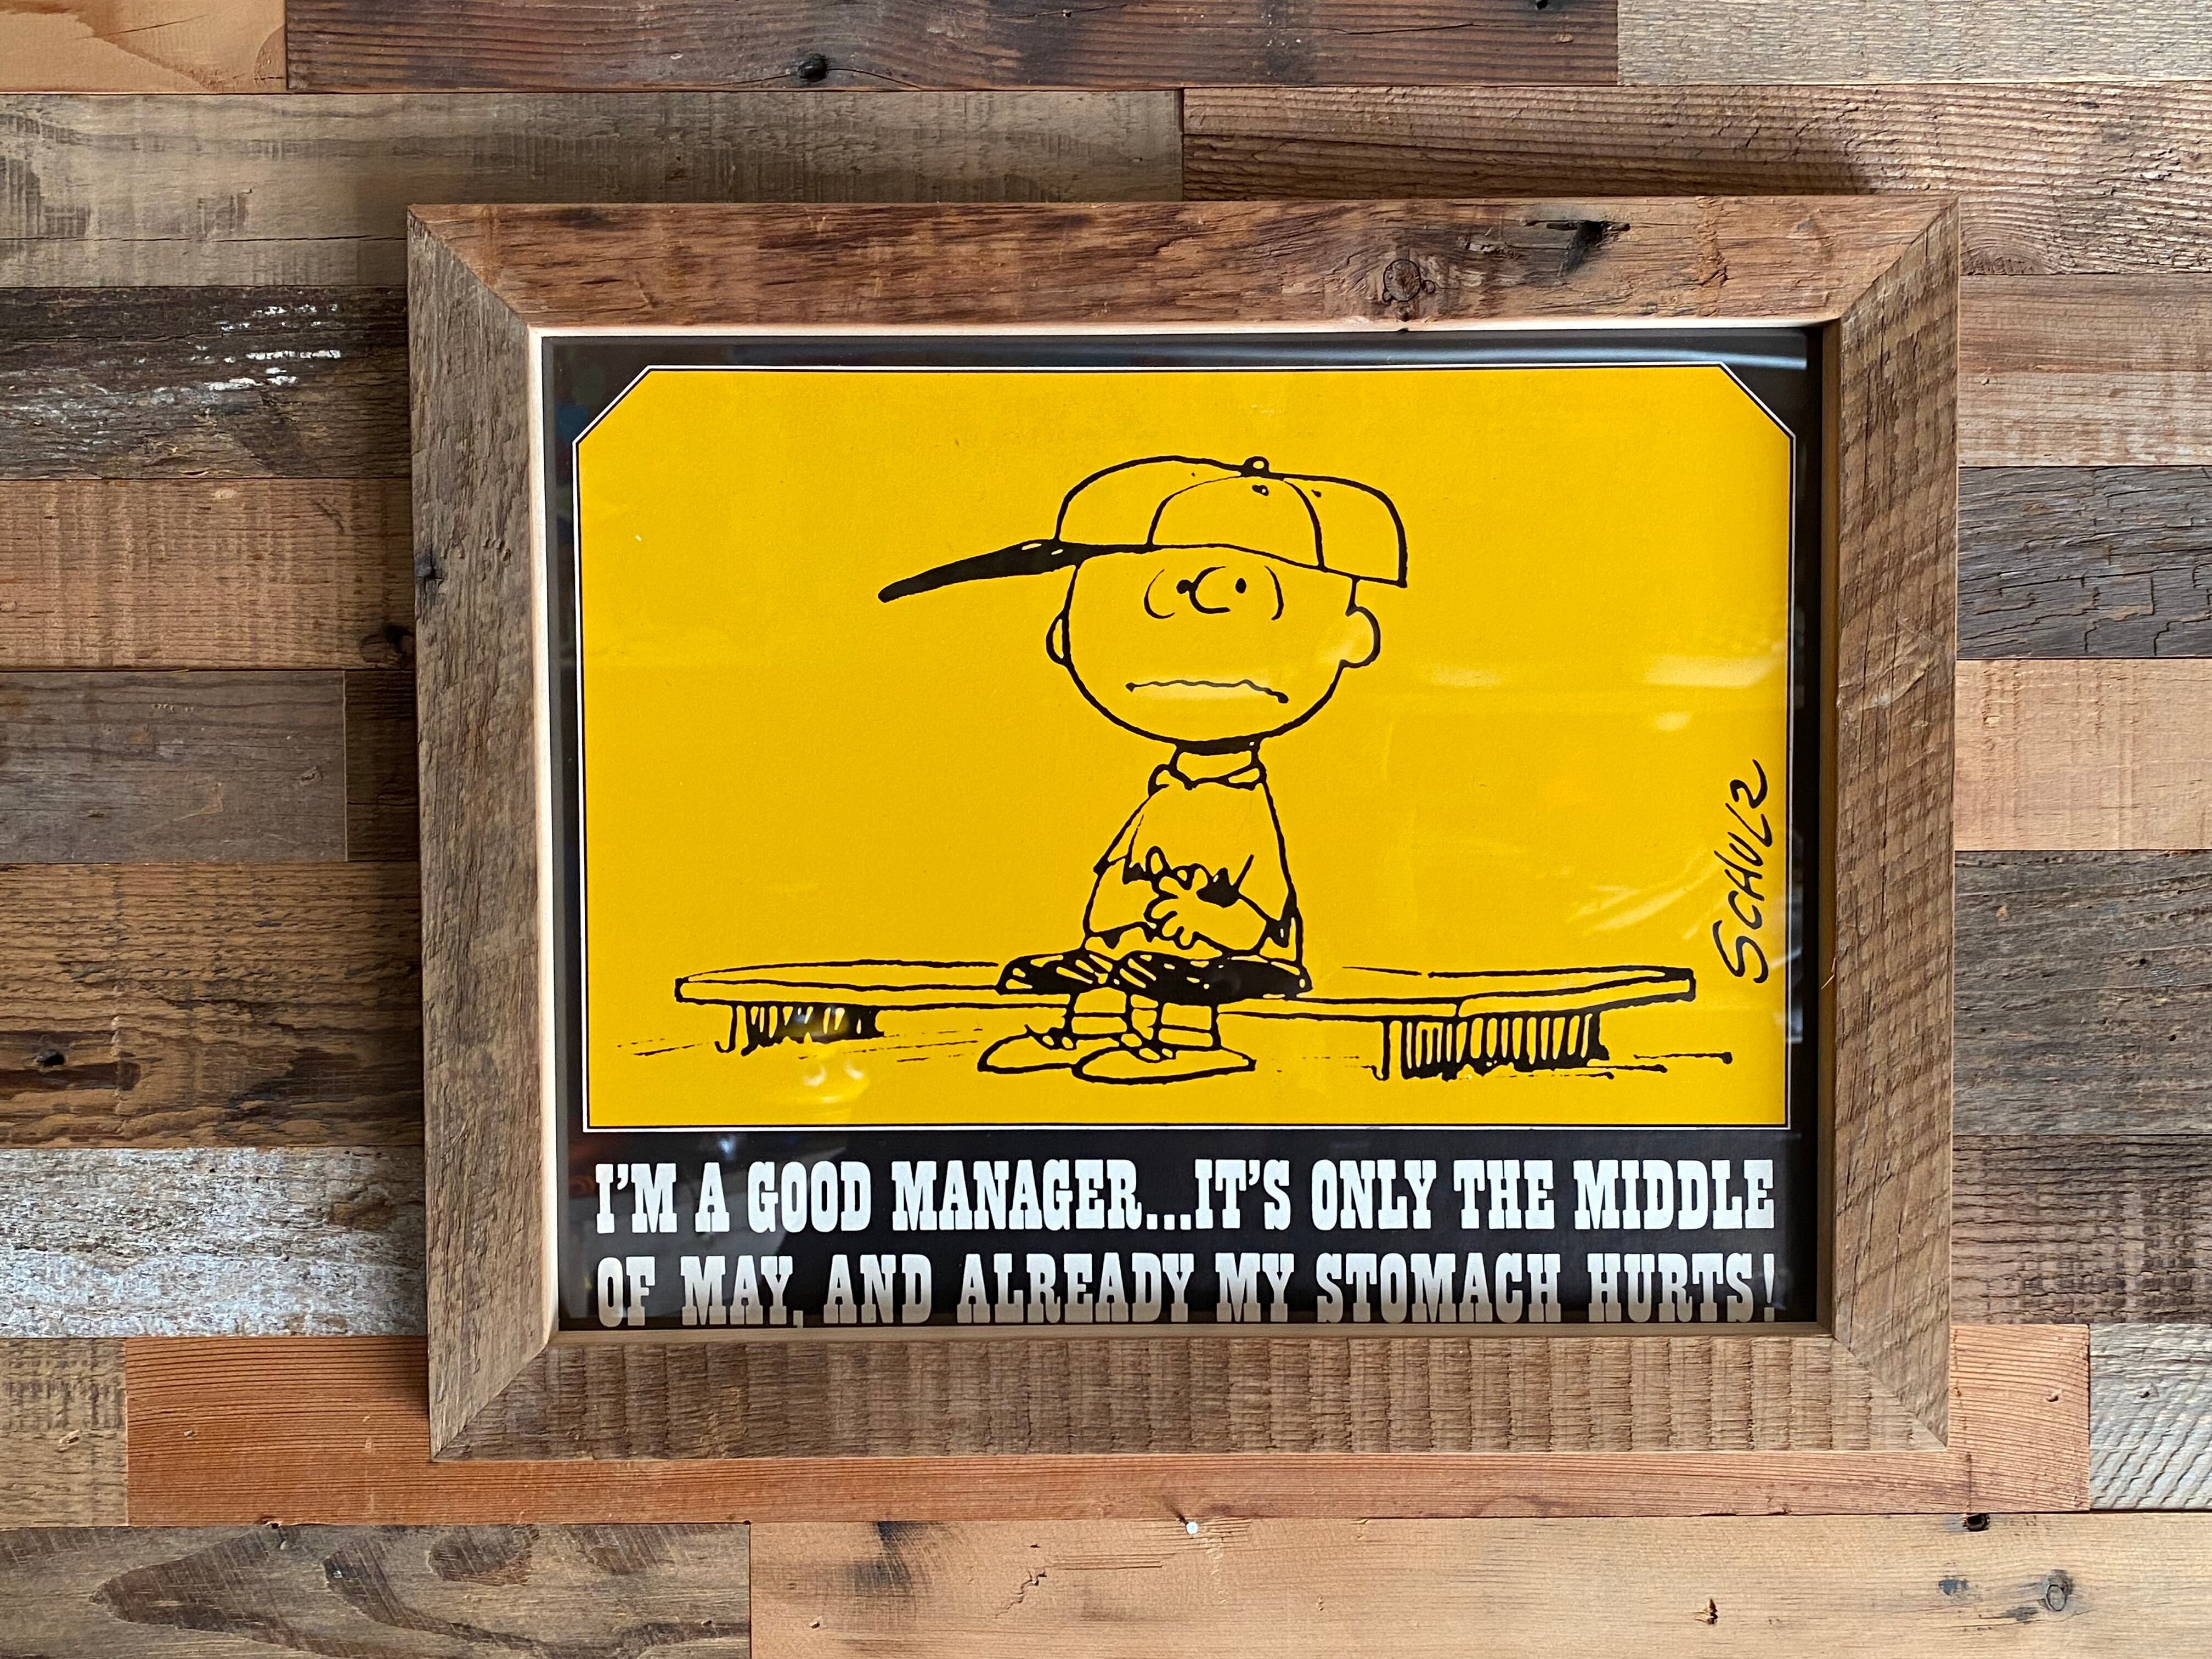 SCHULZ
I'M A GOOD MANAGER...IT'S ONLY THE MIDDLE
OF MAY, AND ALREADY MY STOMACH HURTS!